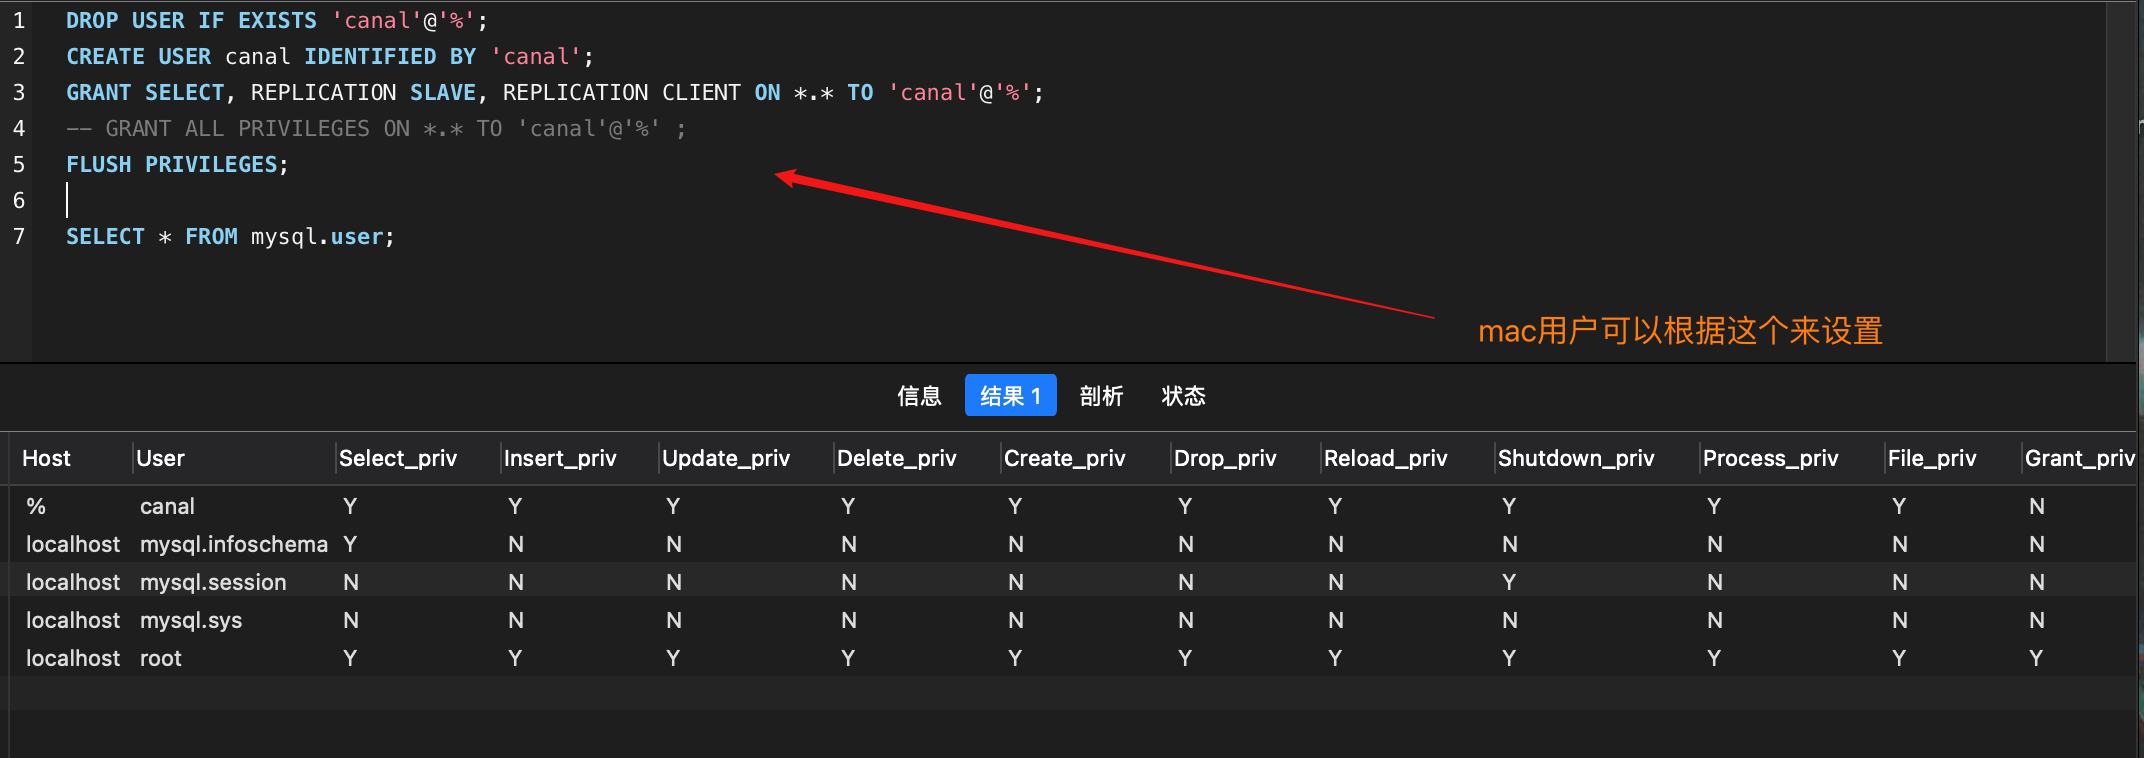 1 DROP USER IF EXISTS 'canal'@'%';
2 CREATE USER canal IDENTIFIED BY 'canal';
3 GRANT SELECT, REPLICATION SLAVE, REPLICATION CLIENT ON *.* TO 'canal'@'%';
4 -- GRANT ALL PRIVILEGES ON *.* TO 'canal'@'%' ;
5 FLUSH PRIVILEGES;
6
7 SELECT * FROM mysql.user;
mac用户可以根据这个来设置
信息 结果 1 剖析 状态
Host User Select_priv Insert_priv Update_priv Delete_priv Create_priv Drop_priv Reload_priv Shutdown_priv Process_priv File_priv Grant_priv
% canal Y Y Y Y Y Y Y Y Y Y N
localhost mysql.infoschema Y N N N N N N N N N N
localhost mysql.session N N N N N N N Y N N N
localhost mysql.sys N N N N N N N N N N N
localhost root Y Y Y Y Y Y Y Y Y Y Y